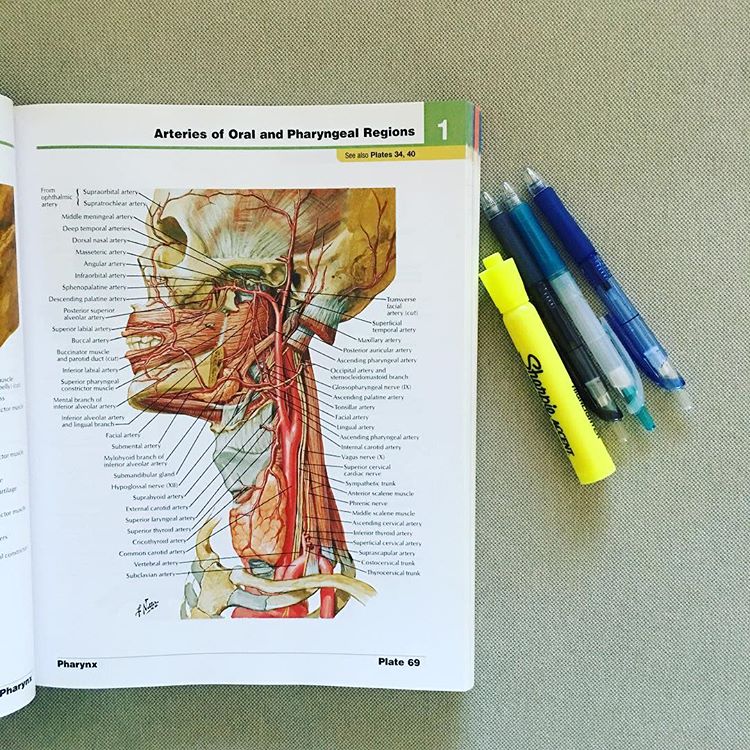 Arteries of Oral and Pharyngeal Regions
1
See also Plates 34, 40
From
ophthalmic
artery
Supraorbital artery
Supratrochlear artery
Middle meningeal artery
Deep temporal arteries
Dorsal nasal artery
Masseteric artery
Angular artery
Infraorbital artery
Sphenopalatine artery
Descending palatine artery
Posterior superior
alveolar artery
Superior labial artery
Buccal artery
Buccinator muscle
and parotid duct (cut)
Inferior labial artery
Superior pharyngeal
constrictor muscle
Mental branch of
inferior alveolar artery
Inferior alveolar artery
and lingual branch
Facial artery
Submental artery
Mylohyoid branch of
inferior alveolar artery
Submandibular gland
Hypoglossal nerve (XII)
Suprahyoid artery
External carotid artery
Superior laryngeal artery
Superior thyroid artery
Cricothyroid artery
Common carotid artery
Vertebral artery
Subclavian artery
Transverse
facial
artery (cut)
Superficial
temporal artery
Maxillary artery
Posterior auricular artery
Ascending pharyngeal artery
Occipital artery and
sternocleidomastoid branch
Glossopharyngeal nerve (IX)
Ascending palatine artery
Tonsillar artery
Facial artery
Lingual artery
Ascending pharyngeal artery
Internal carotid artery
Vagus nerve (X)
Superior cervical
cardiac nerve
Sympathetic trunk
Anterior scalene muscle
Phrenic nerve
Middle scalene muscle
Ascending cervical artery
Inferior thyroid artery
Superficial cervical artery
Suprascapular artery
Costocervical trunk
Thyrocervical trunk
Pharynx
Plate 69
Pharynx
Sharpie ACCENT